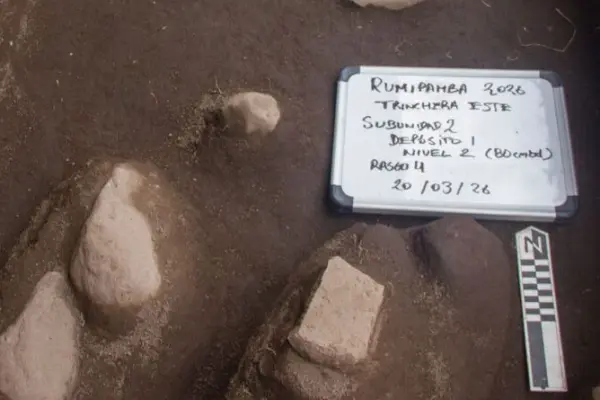 RUMIPAMBA 2026
TRINCHERA ESTE
SUBUNIDAD 2
DEPÓSITO 1
NIVEL 2 (80cmbd)
RASGO 4
20/03/26
N